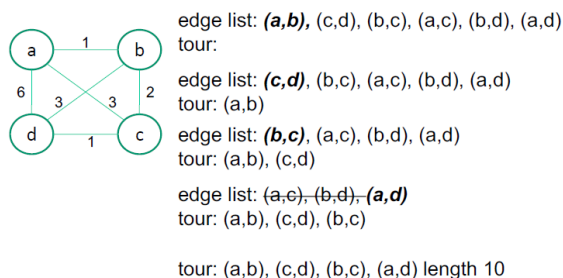 edge list: (a,b), (c,d), (b,c), (a,c), (b,d), (a,d)
tour:
edge list: (c,d), (b,c), (a,c), (b,d), (a,d)
tour: (a,b)
edge list: (b,c), (a,c), (b,d), (a,d)
tour: (a,b), (c,d)
edge list: (a,c), (b,d), (a,d)
tour: (a,b), (c,d), (b,c)
tour: (a,b), (c,d), (b,c), (a,d) length 10
a 1 b
6 3 3 2
d 1 c